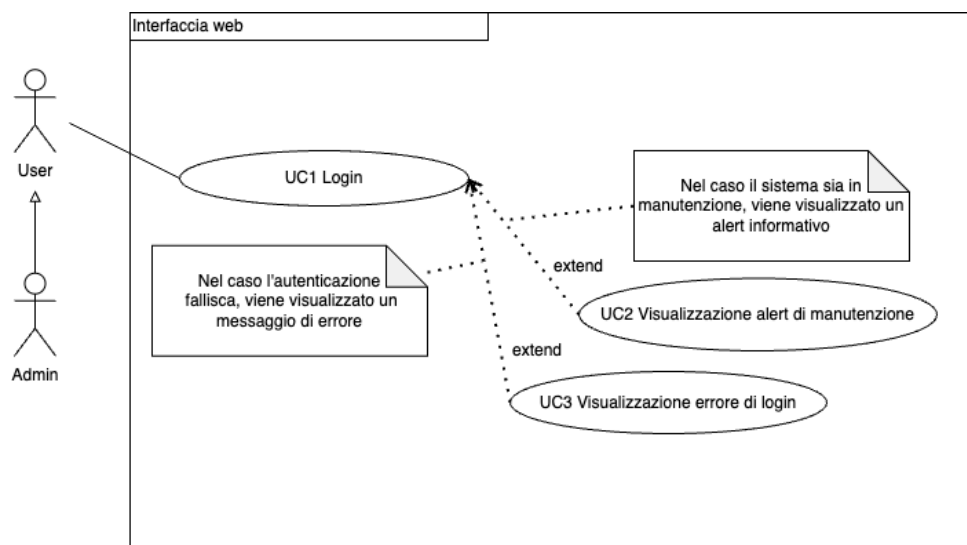 Interfaccia web
User
UC1 Login
Nel caso il sistema sia in
manutenzione, viene visualizzato un
alert informativo
Nel caso l'autenticazione
fallisca, viene visualizzato un
messaggio di errore
extend
UC2 Visualizzazione alert di manutenzione
extend
Admin
UC3 Visualizzazione errore di login